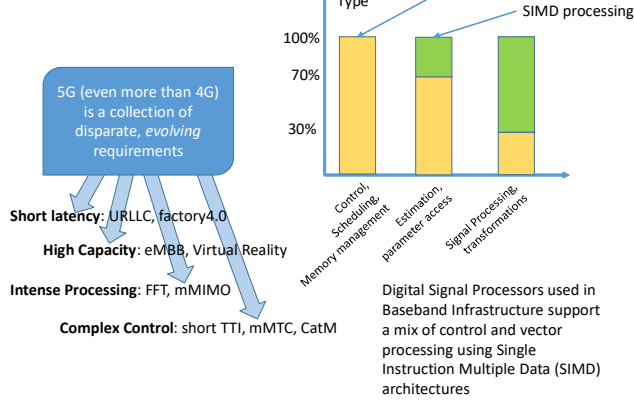 Type
SIMD processing
100%
70%
30%
5G (even more than 4G)
is a collection of
disparate, evolving
requirements
Short latency: URLLC, factory4.0
High Capacity: eMBB, Virtual Reality
Intense Processing: FFT, mMIMO
Complex Control: short TTI, mMTC, CatM
Control,
Scheduling,
Memory management
Estimation,
parameter access
Signal Processing,
transformations
Digital Signal Processors used in
Baseband Infrastructure support
a mix of control and vector
processing using Single
Instruction Multiple Data (SIMD)
architectures